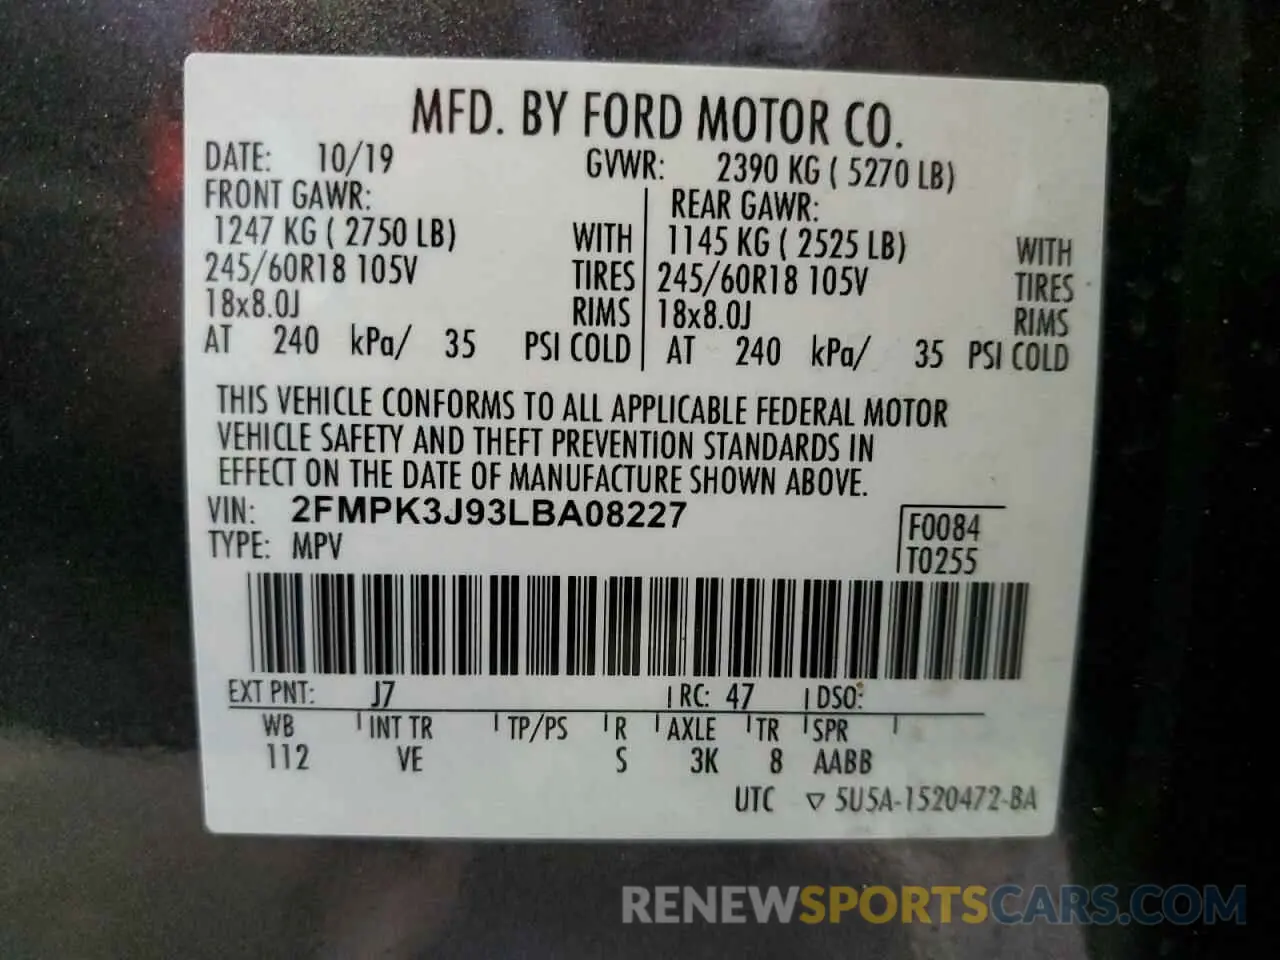 MFD. BY FORD MOTOR CO.
DATE: 10/19 GVWR: 2390 KG ( 5270 LB)
FRONT GAWR: REAR GAWR:
1247 KG ( 2750 LB) WITH 1145 KG ( 2525 LB) WITH
245/60R18 105V TIRES 245/60R18 105V TIRES
18x8.0J RIMS 18x8.0J RIMS
AT 240 kPa/ 35 PSI COLD AT 240 kPa/ 35 PSI COLD
THIS VEHICLE CONFORMS TO ALL APPLICABLE FEDERAL MOTOR
VEHICLE SAFETY AND THEFT PREVENTION STANDARDS IN
EFFECT ON THE DATE OF MANUFACTURE SHOWN ABOVE.
VIN: 2FMPK3J93LBA08227
F0084
TYPE: MPV
T0255
EXT PNT: J7 RC: 47 DSO:
WB INT TR TP/PS R AXLE TR SPR
112 VE S 3K 8 AABB
UTC ▽ 5U5A-1520472-BA
RENEWSPORTSCARS.COM